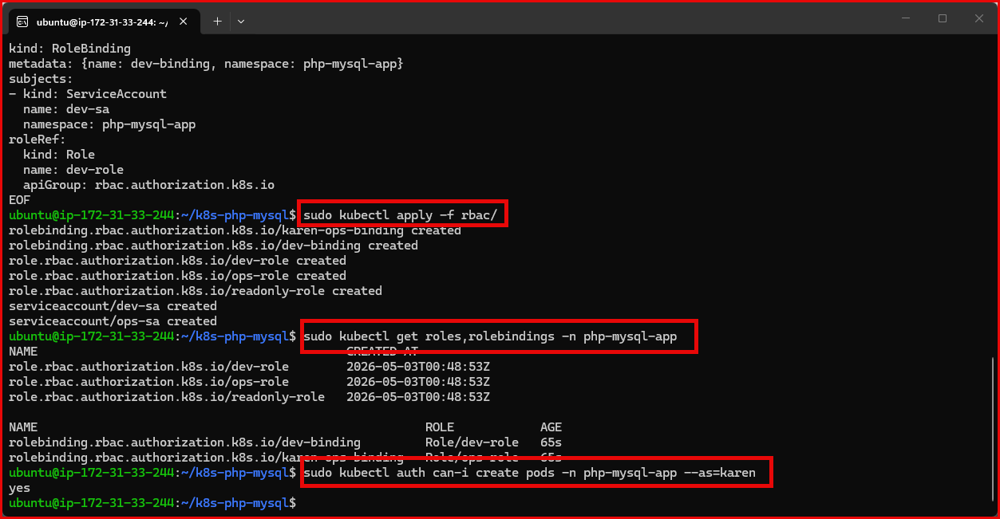 ubuntu@ip-172-31-33-244: ~/
kind: RoleBinding
metadata: {name: dev-binding, namespace: php-mysql-app}
subjects:
- kind: ServiceAccount
  name: dev-sa
  namespace: php-mysql-app
roleRef:
  kind: Role
  name: dev-role
  apiGroup: rbac.authorization.k8s.io
EOF
ubuntu@ip-172-31-33-244:~/k8s-php-mysql$ sudo kubectl apply -f rbac/
rolebinding.rbac.authorization.k8s.io/karen-ops-binding created
rolebinding.rbac.authorization.k8s.io/dev-binding created
role.rbac.authorization.k8s.io/dev-role created
role.rbac.authorization.k8s.io/ops-role created
role.rbac.authorization.k8s.io/readonly-role created
serviceaccount/dev-sa created
serviceaccount/ops-sa created
ubuntu@ip-172-31-33-244:~/k8s-php-mysql$ sudo kubectl get roles,rolebindings -n php-mysql-app
NAME                                           CREATED AT
role.rbac.authorization.k8s.io/dev-role        2026-05-03T00:48:53Z
role.rbac.authorization.k8s.io/ops-role        2026-05-03T00:48:53Z
role.rbac.authorization.k8s.io/readonly-role   2026-05-03T00:48:53Z
NAME                                                      ROLE            AGE
rolebinding.rbac.authorization.k8s.io/dev-binding         Role/dev-role   65s
rolebinding.rbac.authorization.k8s.io/karen-ops-binding   Role/ops-role   65s
ubuntu@ip-172-31-33-244:~/k8s-php-mysql$ sudo kubectl auth can-i create pods -n php-mysql-app --as=karen
yes
ubuntu@ip-172-31-33-244:~/k8s-php-mysql$